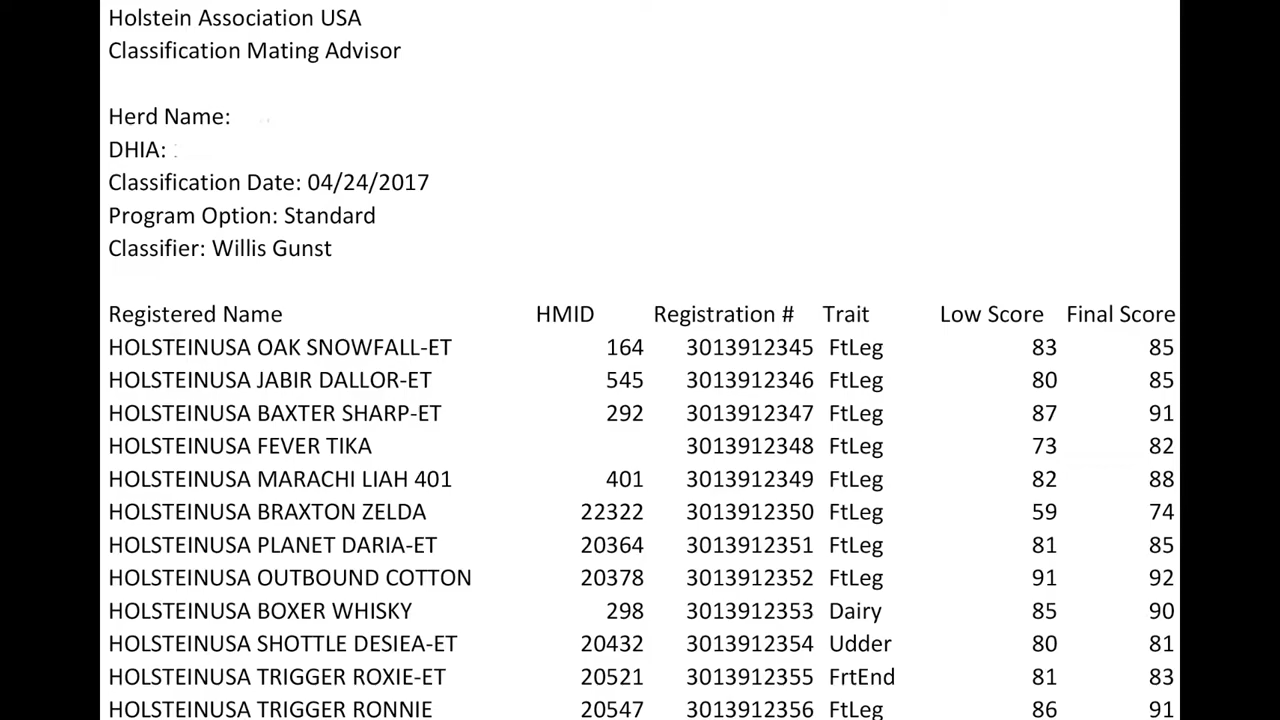 Holstein Association USA
Classification Mating Advisor
Herd Name:
DHIA:
Classification Date: 04/24/2017
Program Option: Standard
Classifier: Willis Gunst
Registered Name HMID Registration # Trait Low Score Final Score
HOLSTEINUSA OAK SNOWFALL-ET 164 3013912345 FtLeg 83 85
HOLSTEINUSA JABIR DALLOR-ET 545 3013912346 FtLeg 80 85
HOLSTEINUSA BAXTER SHARP-ET 292 3013912347 FtLeg 87 91
HOLSTEINUSA FEVER TIKA 3013912348 FtLeg 73 82
HOLSTEINUSA MARACHI LIAH 401 401 3013912349 FtLeg 82 88
HOLSTEINUSA BRAXTON ZELDA 22322 3013912350 FtLeg 59 74
HOLSTEINUSA PLANET DARIA-ET 20364 3013912351 FtLeg 81 85
HOLSTEINUSA OUTBOUND COTTON 20378 3013912352 FtLeg 91 92
HOLSTEINUSA BOXER WHISKY 298 3013912353 Dairy 85 90
HOLSTEINUSA SHOTTLE DESIEA-ET 20432 3013912354 Udder 80 81
HOLSTEINUSA TRIGGER ROXIE-ET 20521 3013912355 FrtEnd 81 83
HOLSTEINUSA TRIGGER RONNIE 20547 3013912356 FtLeg 86 91